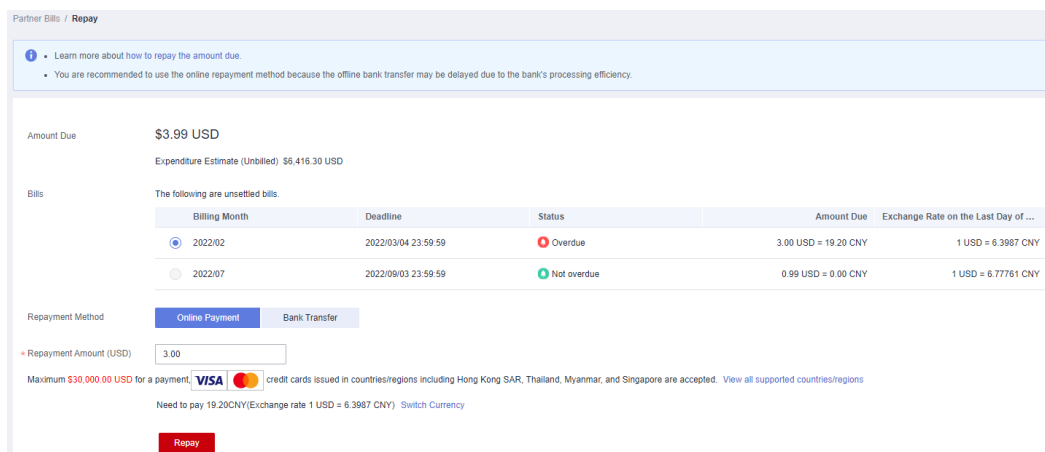 Partner Bills / Repay
Learn more about how to repay the amount due.
You are recommended to use the online repayment method because the offline bank transfer may be delayed due to the bank's processing efficiency.
Amount Due $3.99 USD
Expenditure Estimate (Unbilled) $6,416.30 USD
Bills The following are unsettled bills.
Billing Month Deadline Status Amount Due Exchange Rate on the Last Day of ...
2022/02 2022/03/04 23:59:59 Overdue 3.00 USD = 19.20 CNY 1 USD = 6.3987 CNY
2022/07 2022/09/03 23:59:59 Not overdue 0.99 USD = 0.00 CNY 1 USD = 6.77761 CNY
Repayment Method Online Payment Bank Transfer
* Repayment Amount (USD) 3.00
Maximum $30,000.00 USD for a payment, VISA credit cards issued in countries/regions including Hong Kong SAR, Thailand, Myanmar, and Singapore are accepted. View all supported countries/regions
Need to pay 19.20CNY(Exchange rate 1 USD = 6.3987 CNY) Switch Currency
Repay